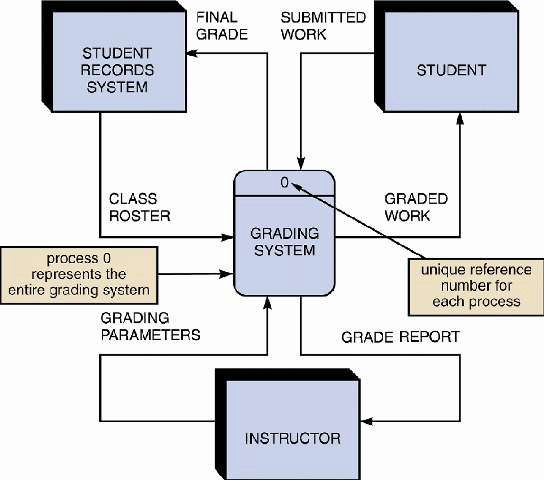 FINAL
GRADE
SUBMITTED
WORK
STUDENT
RECORDS
SYSTEM
STUDENT
0
CLASS
ROSTER
GRADED
WORK
GRADING
SYSTEM
process 0
represents the
entire grading system
unique reference
number for
each process
GRADING
PARAMETERS
GRADE REPORT
INSTRUCTOR